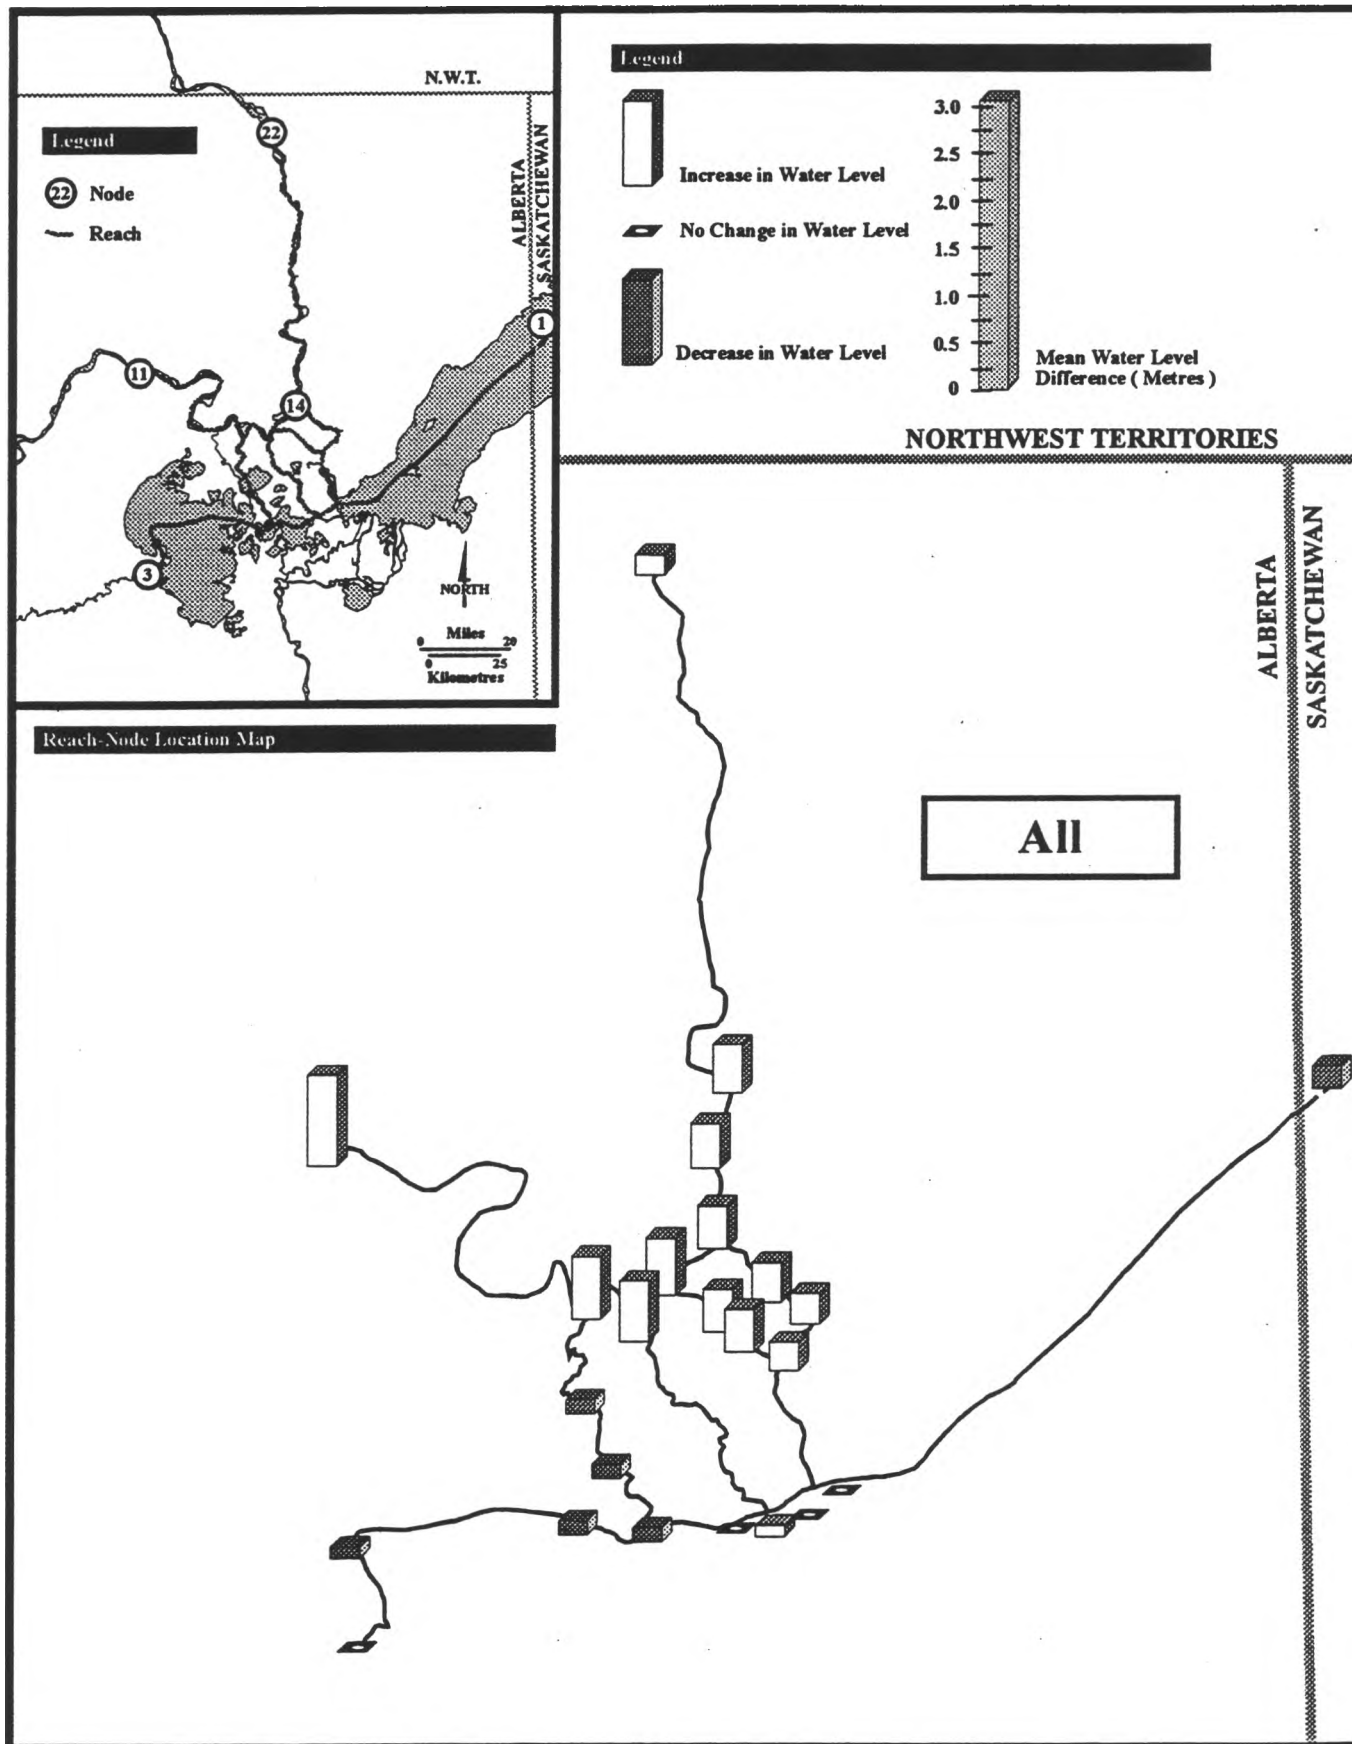 N.W.T.
Legend
22
22 Node
Reach
ALBERTA
SASKATCHEWAN
1
11
14
3
NORTH
Miles
0 20
0 25
Kilometres
Reach-Node Location Map
Legend
Increase in Water Level
No Change in Water Level
Decrease in Water Level
3.0
2.5
2.0
1.5
1.0
0.5
0
Mean Water Level
Difference ( Metres )
NORTHWEST TERRITORIES
ALBERTA
SASKATCHEWAN
All